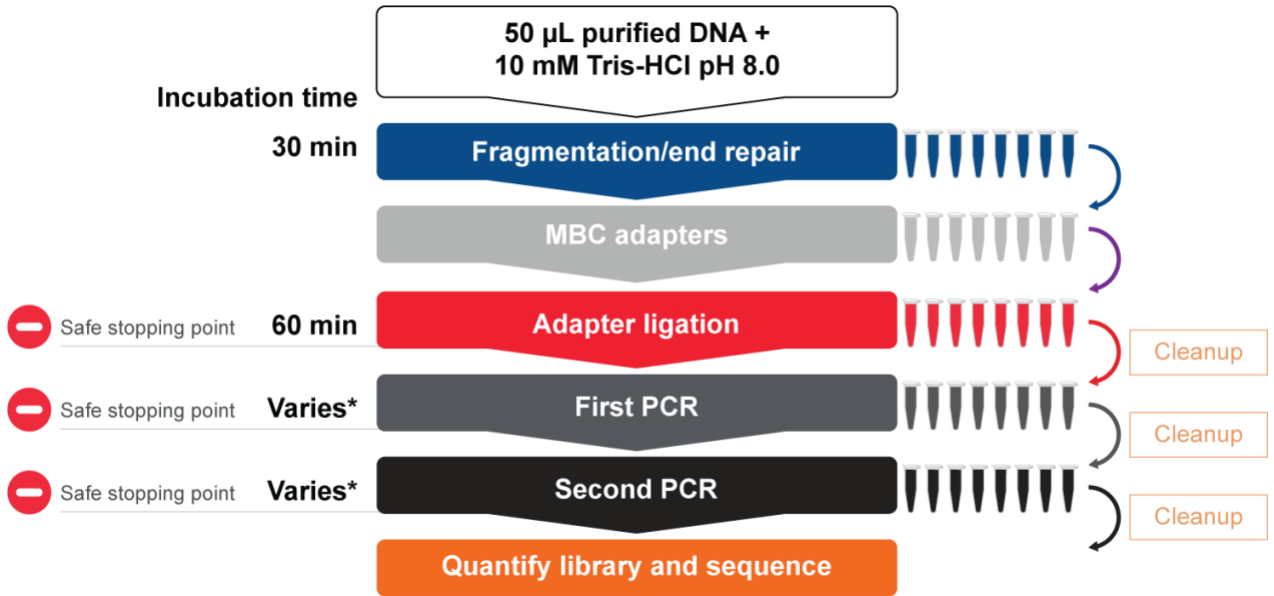 50 µL purified DNA +
10 mM Tris-HCl pH 8.0
Incubation time
30 min
Fragmentation/end repair
MBC adapters
Safe stopping point
60 min
Adapter ligation
Cleanup
Safe stopping point
Varies*
First PCR
Cleanup
Safe stopping point
Varies*
Second PCR
Cleanup
Quantify library and sequence